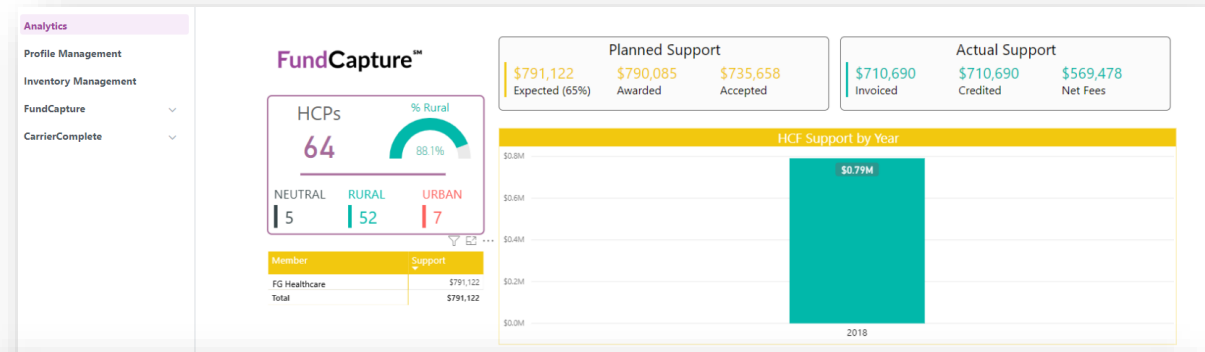 Analytics
Profile Management
Inventory Management
FundCapture
CarrierComplete
FundCapture℠
HCPs
64
% Rural
88.1%
NEUTRAL RURAL URBAN
5 52 7
Member Support
FG Healthcare $791,122
Total $791,122
Planned Support
$791,122 $790,085 $735,658
Expected (65%) Awarded Accepted
Actual Support
$710,690 $710,690 $569,478
Invoiced Credited Net Fees
HCF Support by Year
$0.8M
$0.79M
$0.6M
$0.4M
$0.2M
$0.0M
2018